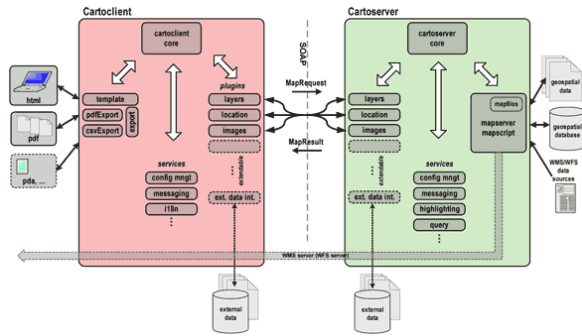 Cartoclient
Cartoserver
cartoclient
core
cartoserver
core
SOAP
html
pdf
pda, ...
template
pdfExport
csvExport
export
plugins
layers
location
images
...
extendable
ext. data int.
services
config mngt
messaging
i18n
...
MapRequest
MapResult
layers
location
images
...
extendable
ext. data int.
services
config mngt
messaging
highlighting
query
...
mapfiles
mapserver
mapscript
geospatial
data
geospatial
database
WMS/WFS
data
sources
WMS server (WFS server)
external
data
external
data